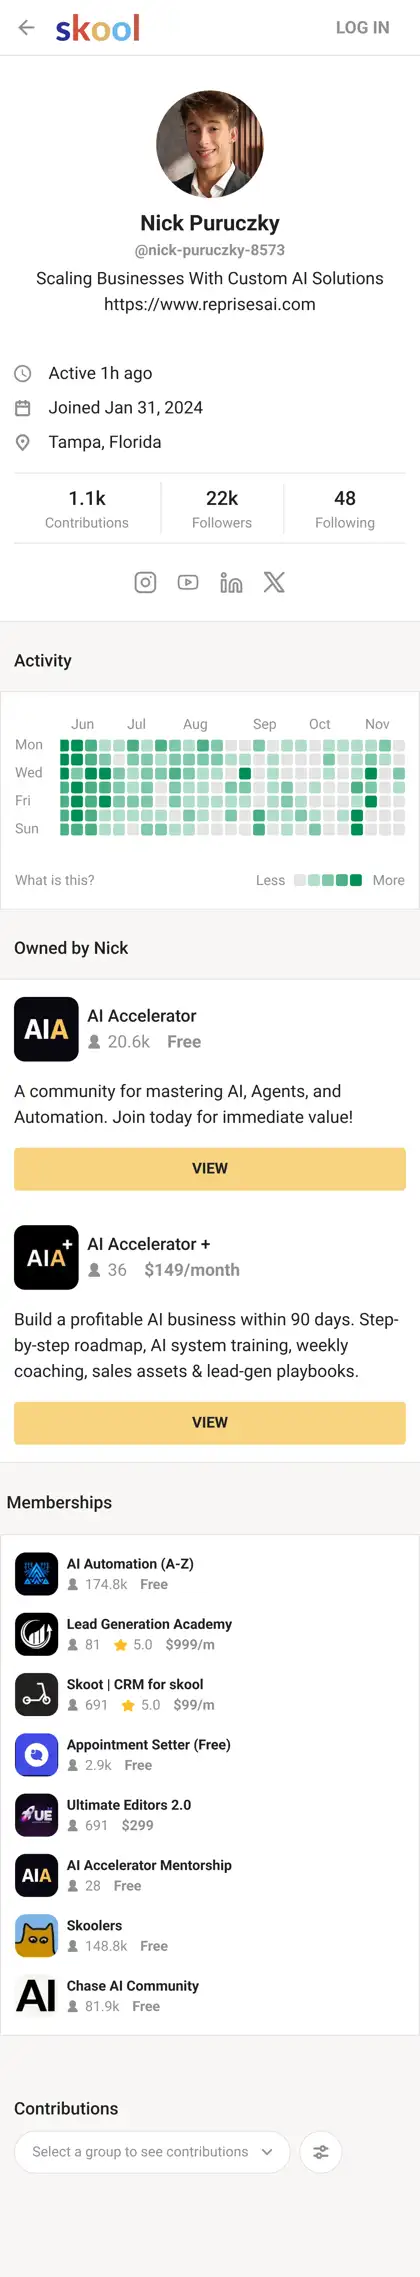 skool
LOG IN
Nick Puruczky
@nick-puruczky-8573
Scaling Businesses With Custom AI Solutions
https://www.reprisesai.com
Active 1h ago
Joined Jan 31, 2024
Tampa, Florida
1.1k
Contributions
22k
Followers
48
Following
Activity
Jun Jul Aug Sep Oct Nov
Mon
Wed
Fri
Sun
What is this?
Less
More
Owned by Nick
AIA
AI Accelerator
20.6k Free
A community for mastering AI, Agents, and
Automation. Join today for immediate value!
VIEW
AIA+
AI Accelerator +
36 $149/month
Build a profitable AI business within 90 days. Step-
by-step roadmap, AI system training, weekly
coaching, sales assets & lead-gen playbooks.
VIEW
Memberships
AI Automation (A-Z)
174.8k Free
Lead Generation Academy
81 5.0 $999/m
Skoot | CRM for skool
691 5.0 $99/m
Appointment Setter (Free)
2.9k Free
UE
Ultimate Editors 2.0
691 $299
AIA
AI Accelerator Mentorship
28 Free
Skoolers
148.8k Free
AI
Chase AI Community
81.9k Free
Contributions
Select a group to see contributions